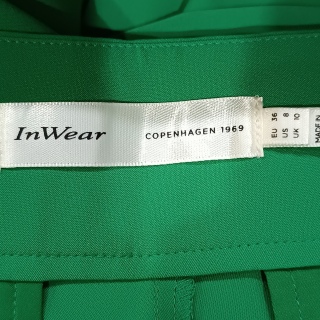 InWear
COPENHAGEN 1969
EU 36
US 8
UK 10
MADE IN